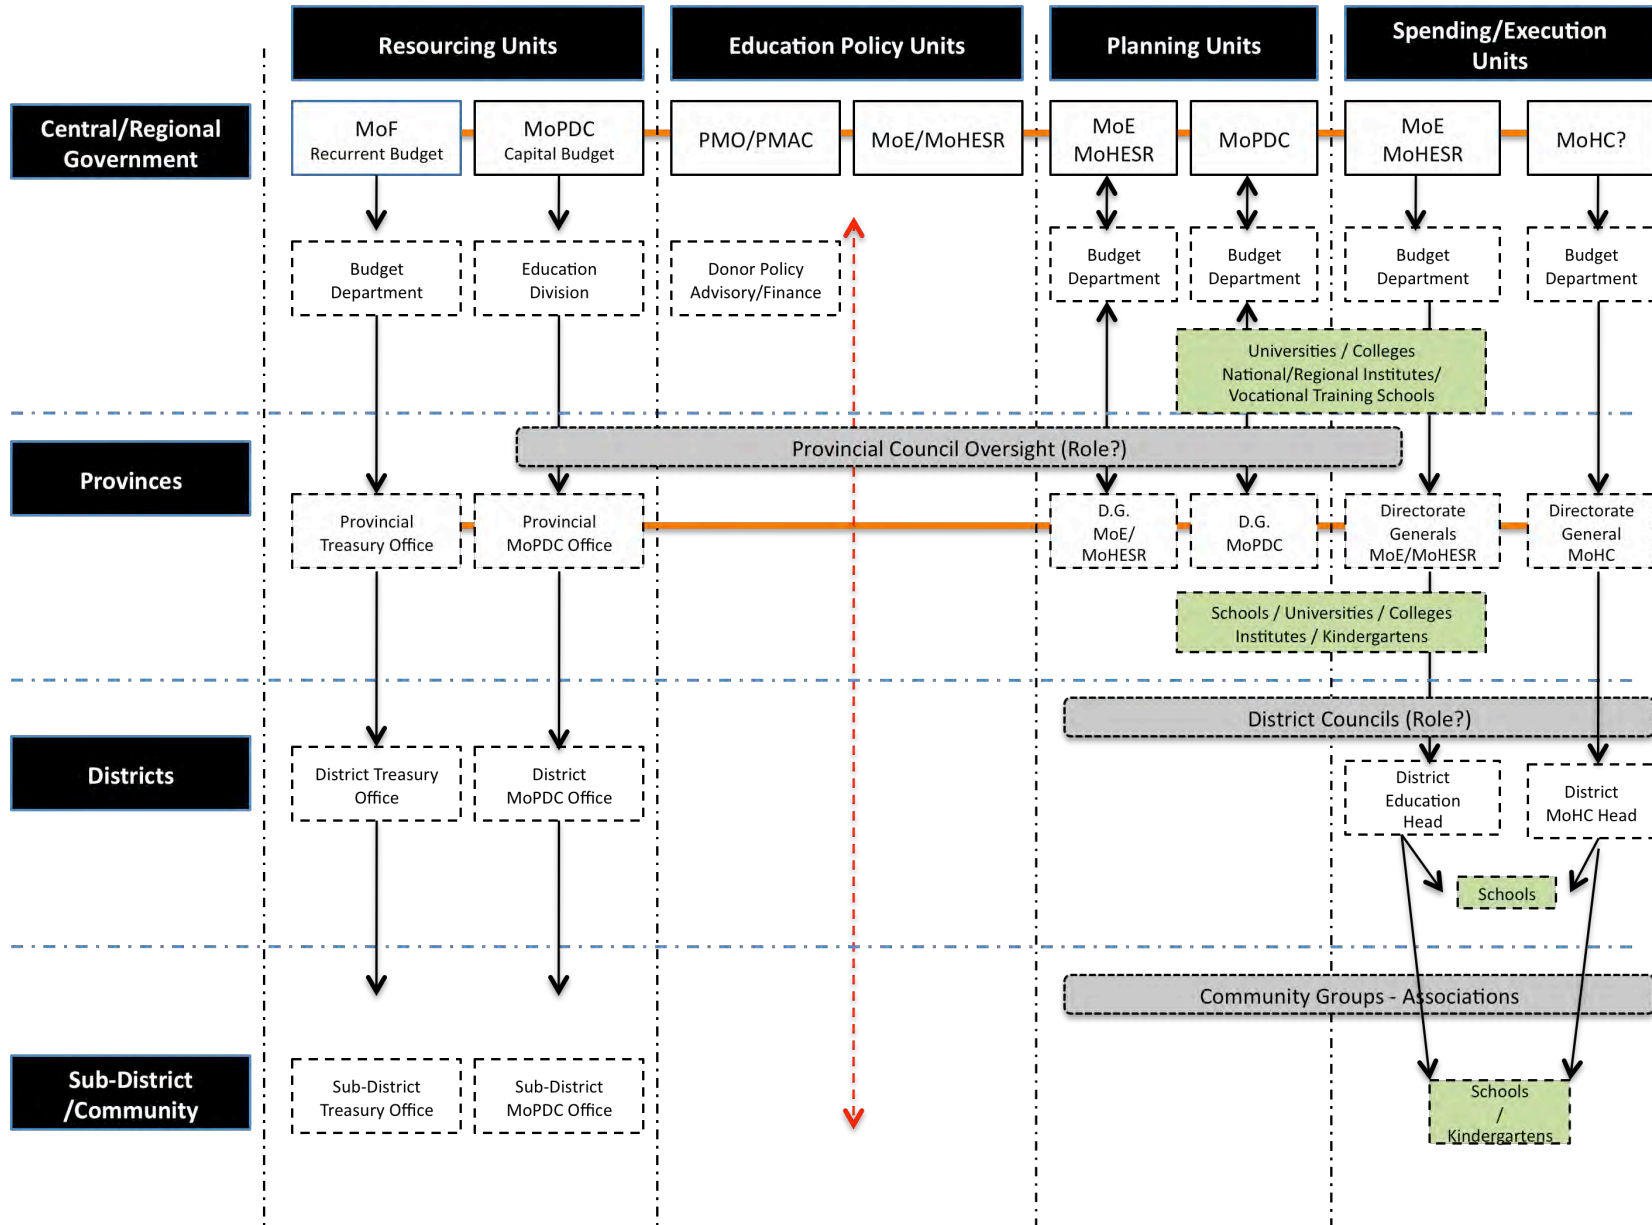 Resourcing Units
Education Policy Units
Planning Units
Spending/Execution
Units
Central/Regional
Government
MoF
Recurrent Budget
MoPDC
Capital Budget
PMO/PMAC
MoE/MoHESR
MoE
MoHESR
MoPDC
MoE
MoHESR
MoHC?
Budget
Department
Education
Division
Donor Policy
Advisory/Finance
Budget
Department
Budget
Department
Budget
Department
Budget
Department
Universities / Colleges
National/Regional Institutes/
Vocational Training Schools
Provincial Council Oversight (Role?)
Provinces
Provincial
Treasury Office
Provincial
MoPDC Office
D.G.
MoE/
MoHESR
D.G.
MoPDC
Directorate
Generals
MoE/MoHESR
Directorate
General
MoHC
Schools / Universities / Colleges
Institutes / Kindergartens
District Councils (Role?)
Districts
District Treasury
Office
District
MoPDC Office
District
Education
Head
District
MoHC Head
Schools
Community Groups - Associations
Sub-District
/Community
Sub-District
Treasury Office
Sub-District
MoPDC Office
Schools
/
Kindergartens